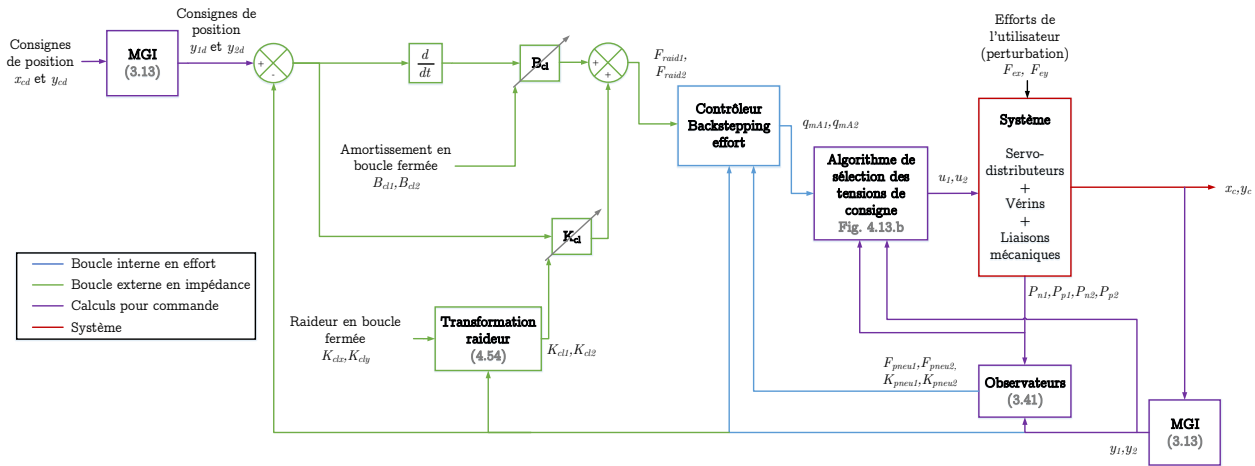 Consignes
de position
x_cd et y_cd
MGI
(3.13)
Consignes de
position
y_1d et y_2d
+
-
d
dt
B_cl
+
+
F_raid1,
F_raid2
Amortissement en
boucle fermée
B_cl1,B_cl2
K_cl
Contrôleur
Backstepping
effort
q_mA1,q_mA2
Algorithme de
sélection des
tensions de
consigne
Fig. 4.13.b
u_1,u_2
Efforts de
l'utilisateur
(perturbation)
F_ex, F_ey
Système
Servo-
distributeurs
+
Vérins
+
Liaisons
mécaniques
x_c,y_c
P_n1,P_p1,P_n2,P_p2
Boucle interne en effort
Boucle externe en impédance
Calculs pour commande
Système
Raideur en boucle
fermée
K_clx,K_cly
Transformation
raideur
(4.54)
K_cl1,K_cl2
F_pneu1,F_pneu2,
K_pneu1,K_pneu2
Observateurs
(3.41)
MGI
(3.13)
y_1,y_2